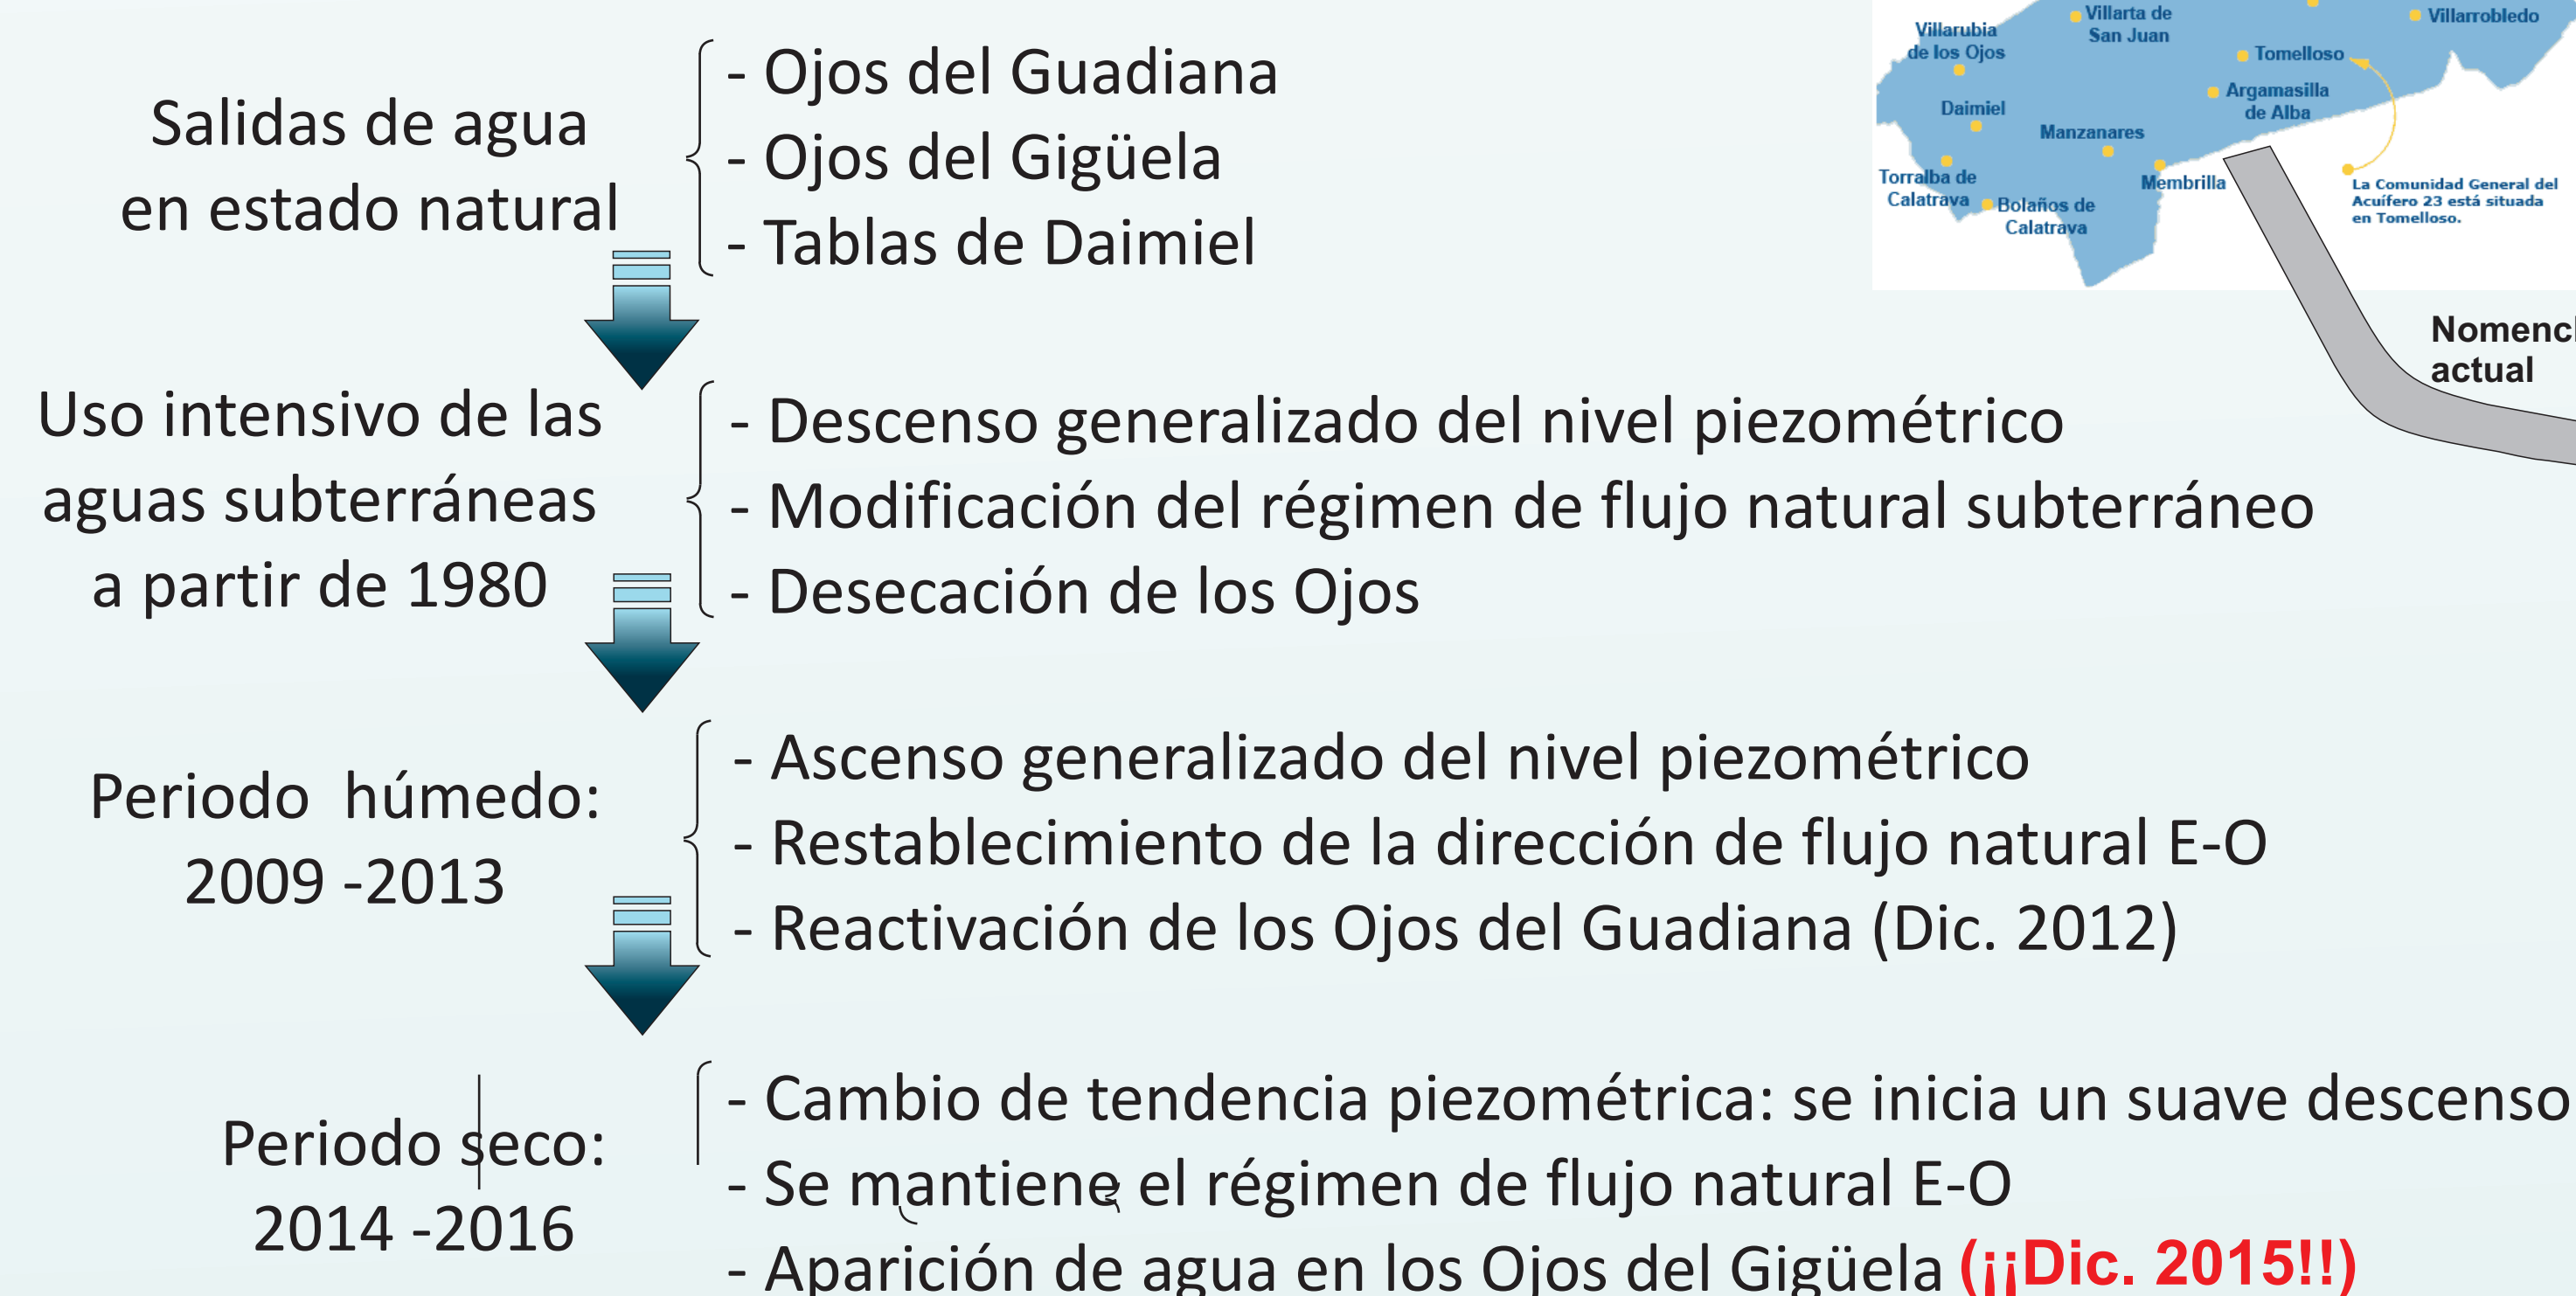 Salidas de agua
en estado natural
- Ojos del Guadiana
- Ojos del Gigüela
- Tablas de Daimiel
Uso intensivo de las
aguas subterráneas
a partir de 1980
- Descenso generalizado del nivel piezométrico
- Modificación del régimen de flujo natural subterráneo
- Desecación de los Ojos
Periodo húmedo:
2009 -2013
- Ascenso generalizado del nivel piezométrico
- Restablecimiento de la dirección de flujo natural E-O
- Reactivación de los Ojos del Guadiana (Dic. 2012)
Periodo seco:
2014 -2016
- Cambio de tendencia piezométrica: se inicia un suave descenso
- Se mantiene el régimen de flujo natural E-O
- Aparición de agua en los Ojos del Gigüela (¡¡Dic. 2015!!)
Villarubia
de los Ojos
Villarta de
San Juan
Villarrobledo
Tomelloso
Argamasilla
de Alba
Daimiel
Manzanares
Torralba de
Calatrava
Membrilla
Bolaños de
Calatrava
La Comunidad General del
Acuífero 23 está situada
en Tomelloso.
actual